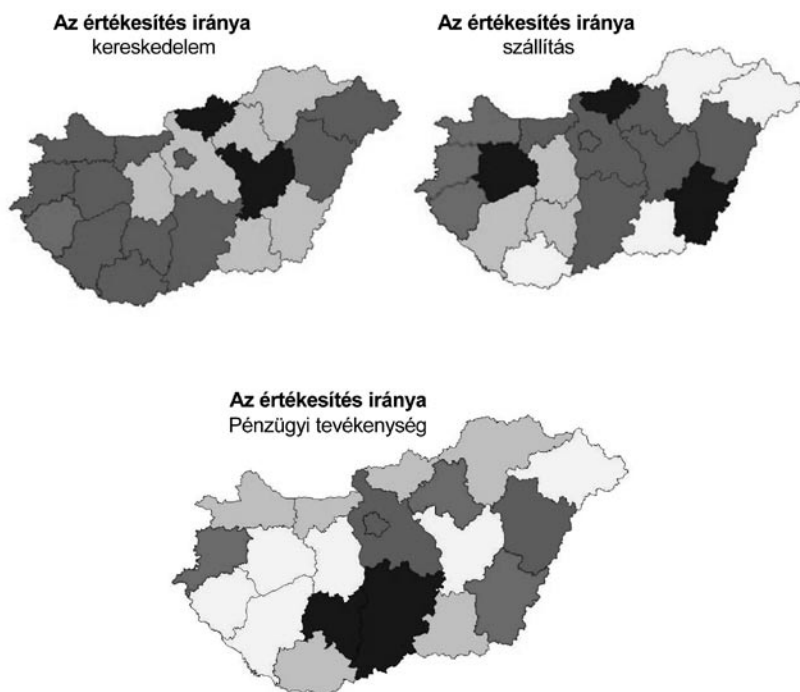 Az értékesítés iránya
kereskedelem
Az értékesítés iránya
szállítás
Az értékesítés iránya
Pénzügyi tevékenység